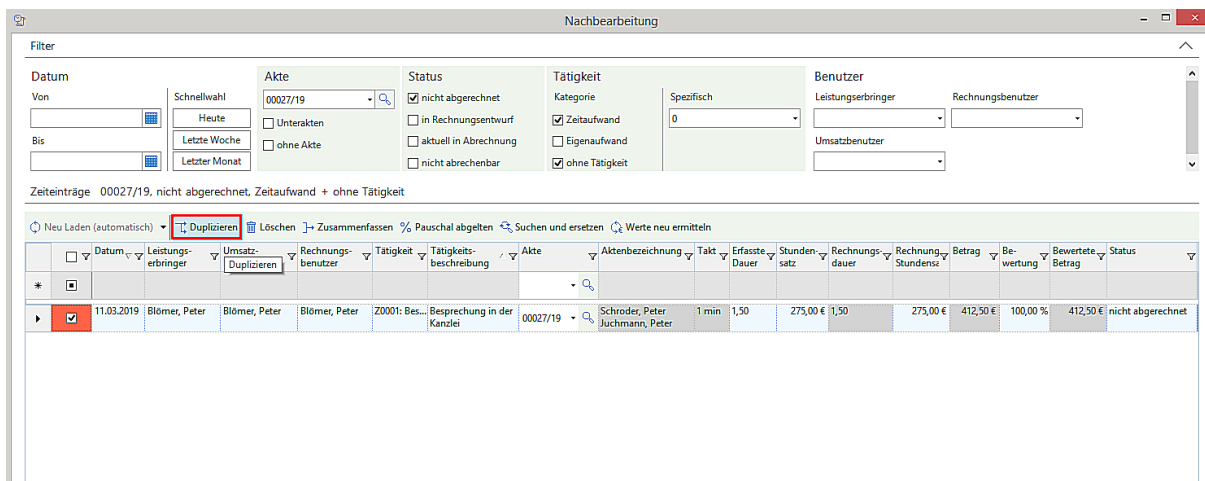 Nachbearbeitung
Filter
Datum
Von
Bis
Schnellwahl
Heute
Letzte Woche
Letzter Monat
Akte
00027/19
Unterakten
ohne Akte
Status
nicht abgerechnet
in Rechnungsentwurf
aktuell in Abrechnung
nicht abrechenbar
Tätigkeit
Kategorie
Zeitaufwand
Eigenaufwand
ohne Tätigkeit
Spezifisch
0
Benutzer
Leistungserbringer
Rechnungsbenutzer
Umsatzbenutzer
Zeiteinträge 00027/19, nicht abgerechnet, Zeitaufwand + ohne Tätigkeit
Neu Laden (automatisch) Duplizieren Löschen Zusammenfassen % Pauschal abgelten Suchen und ersetzen Werte neu ermitteln
Datum Leistungs- Umsatz- Rechnungs- Tätigkeit Tätigkeits- Akte Aktenbezeichnung Takt Erfasste Stunden- Rechnungs- Rechnung Betrag Be- Bewertete Status
erbringer benutzer beschreibung Dauer satz dauer Stundensa wertung Betrag
Duplizieren
11.03.2019 Blömer, Peter Blömer, Peter Blömer, Peter Z0001: Bes... Besprechung in der 00027/19 Schroder, Peter 1 min 1,50 275,00 € 1,50 275,00 € 412,50 € 100,00 % 412,50 € nicht abgerechnet
Kanzlei Juchmann, Peter